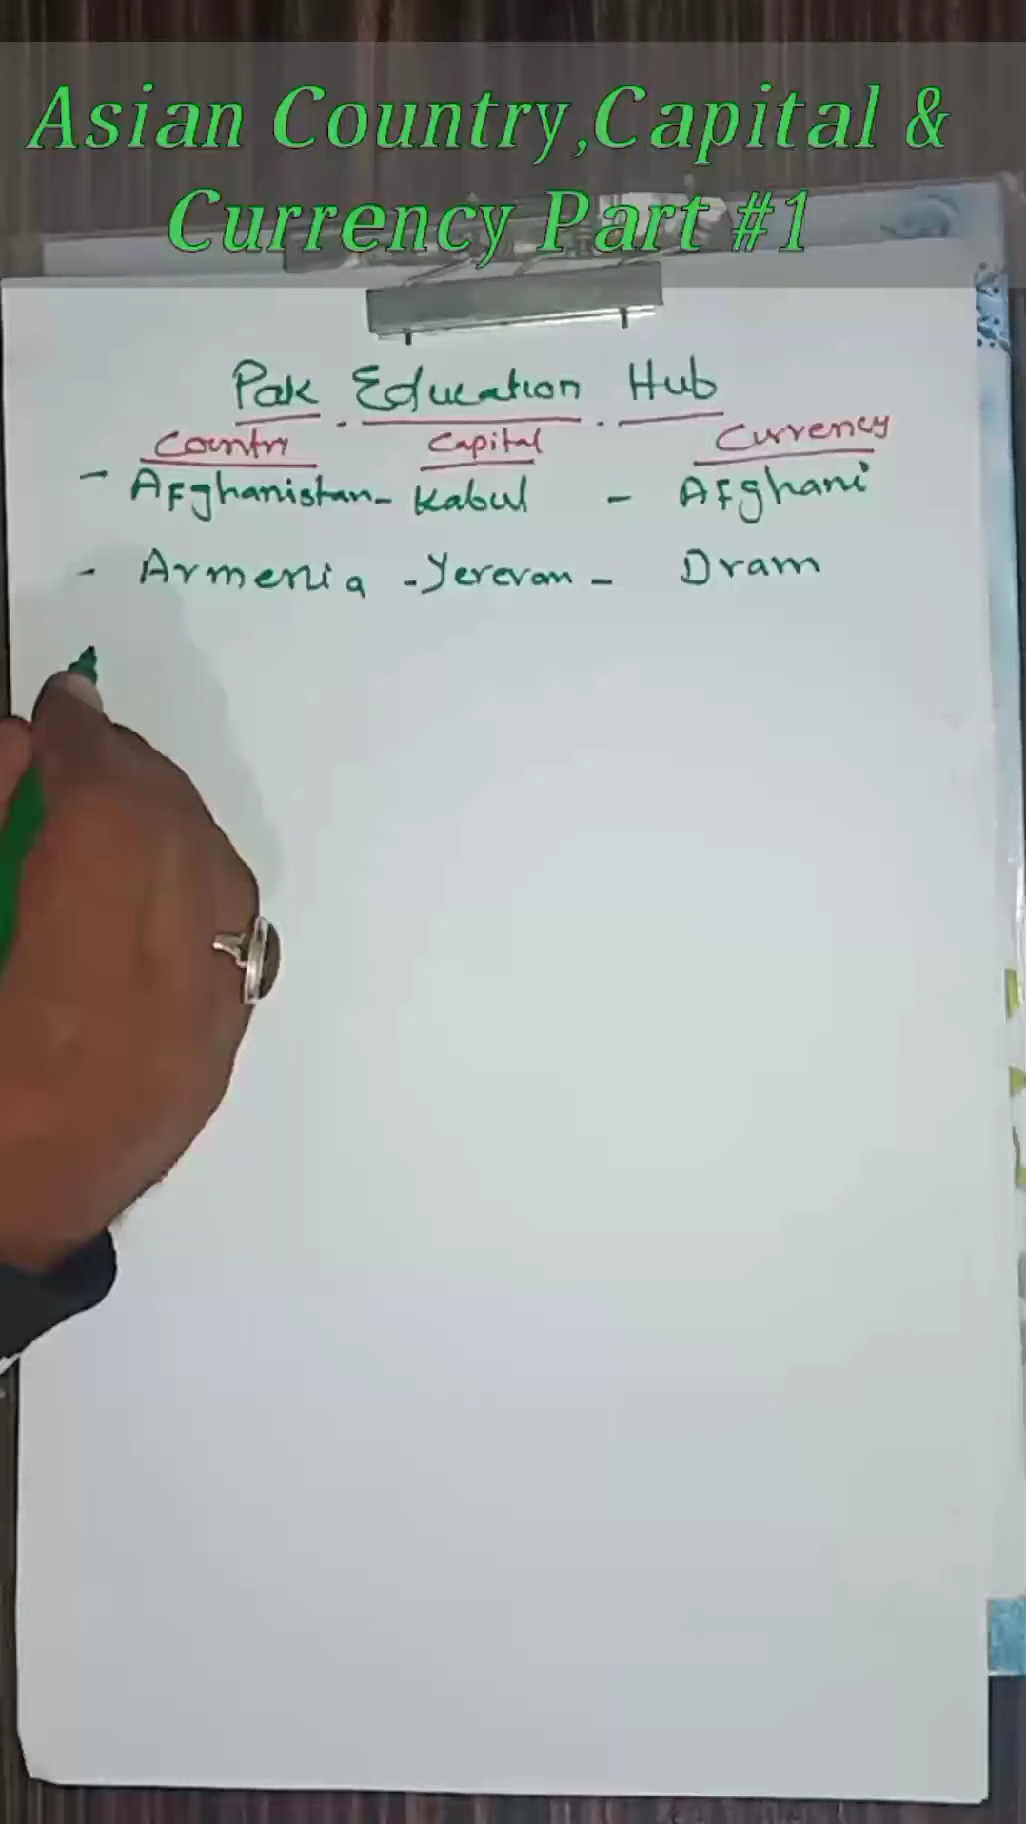 Asian Country,Capital &
Currency Part #1
Pak Education Hub
Country Capital Currency
- Afghanistan - Kabul - Afghani
- Armenia - Yerevan - Dram